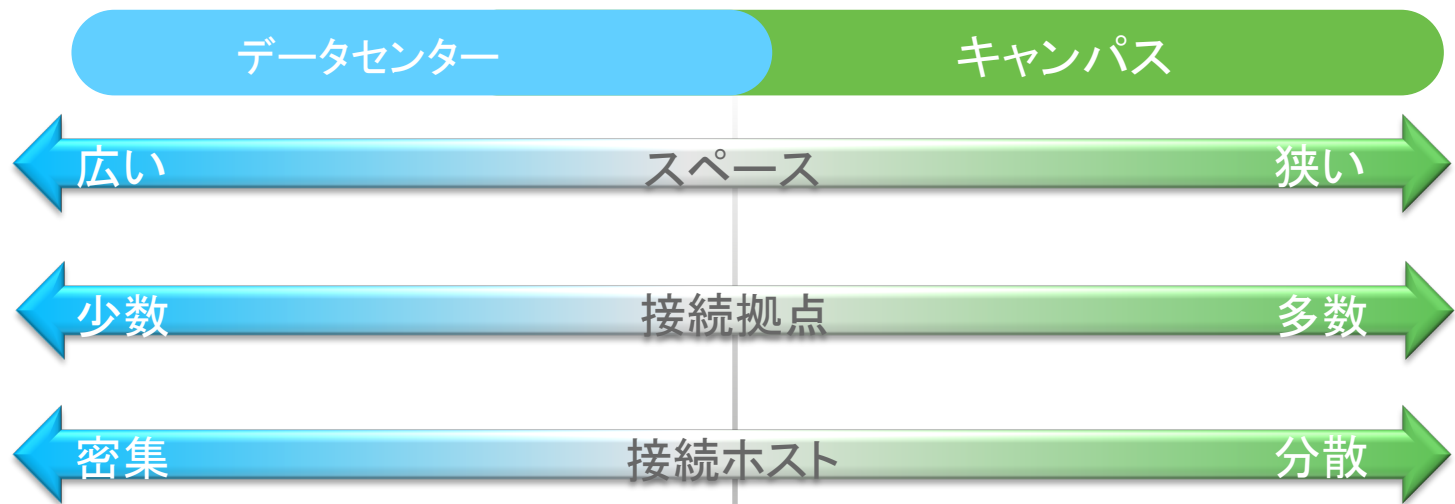 データセンター キャンパス
広い スペース 狭い
少数 接続拠点 多数
密集 接続ホスト 分散